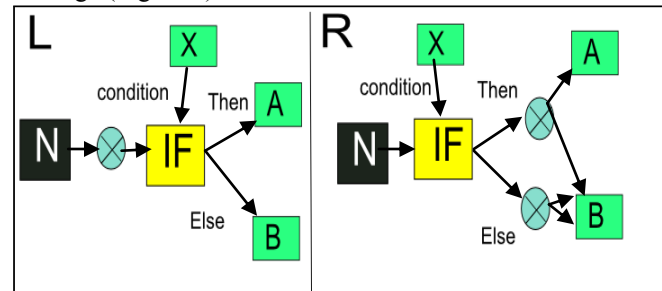 L
X
condition
Then
A
N
IF
Else
B
R
X
A
condition
Then
N
IF
B
Else